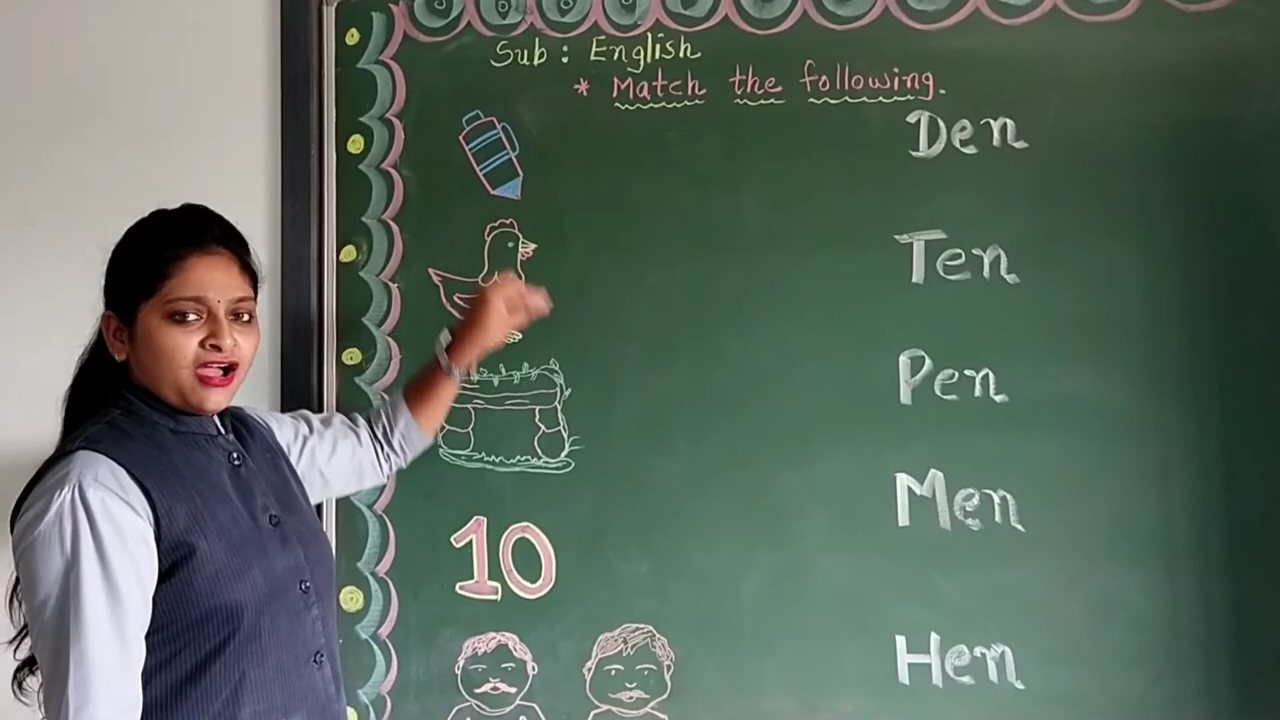 Sub : English
* Match the following.
Den
Ten
Pen
Men
10
Hen